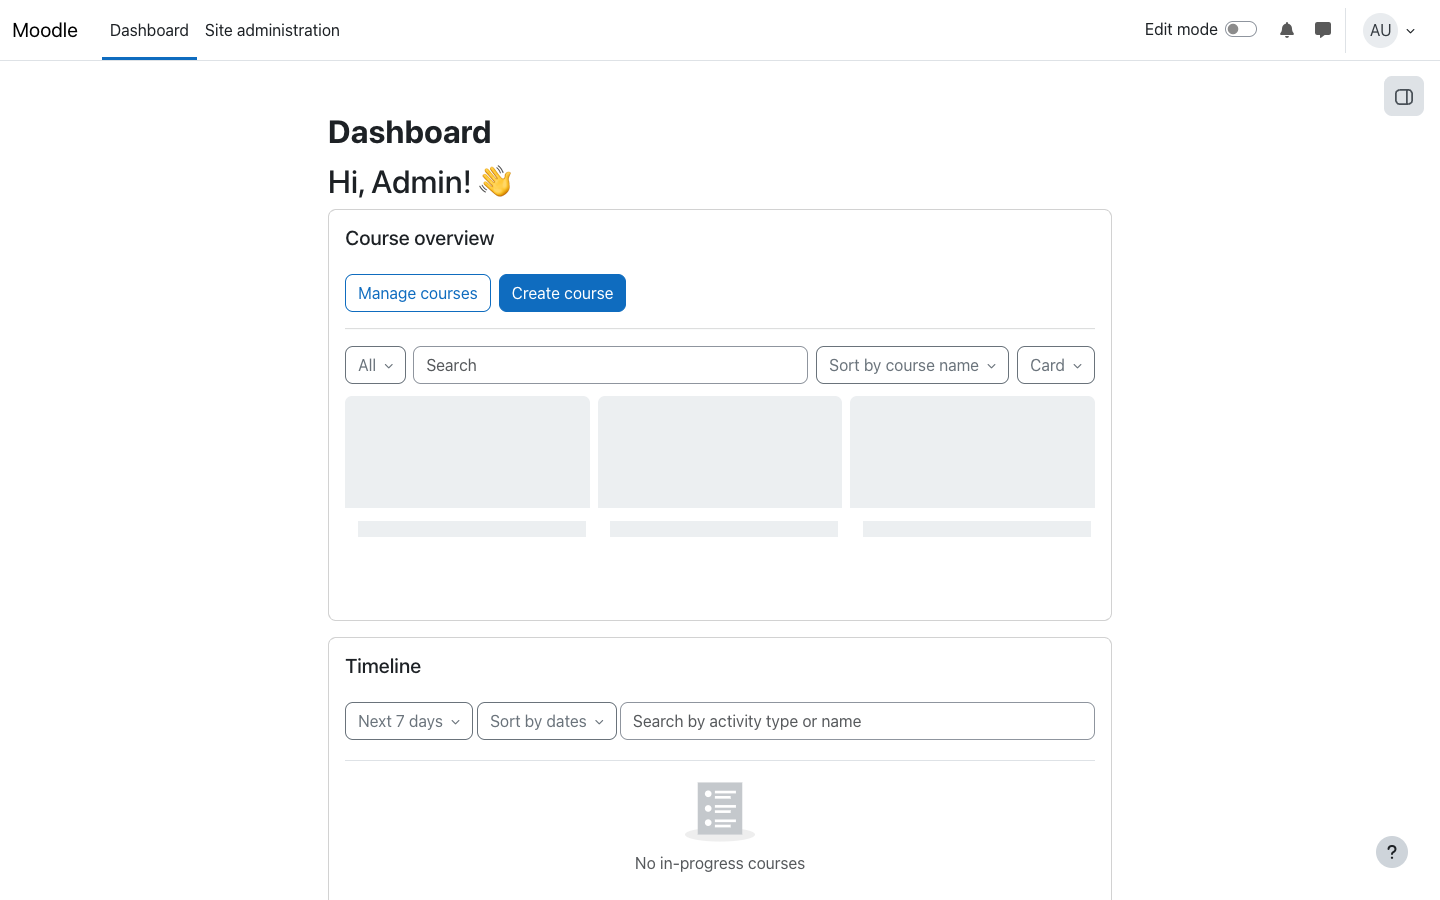 Moodle
Dashboard
Site administration
Edit mode
AU
Dashboard
Hi, Admin! 👋
Course overview
Manage courses
Create course
All
Search
Sort by course name
Card
Timeline
Next 7 days
Sort by dates
Search by activity type or name
No in-progress courses
?